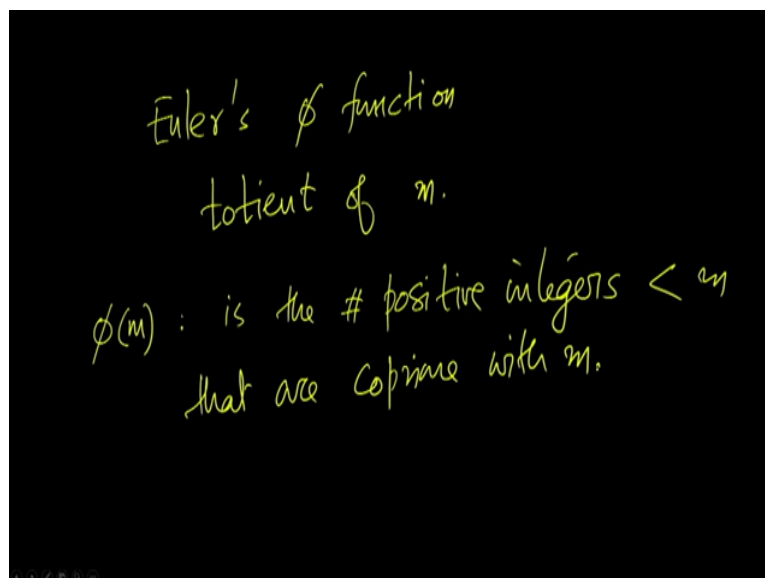 Euler's ϕ function
totient of m.
ϕ(m) : is the # positive integers < m
that are coprime with m.